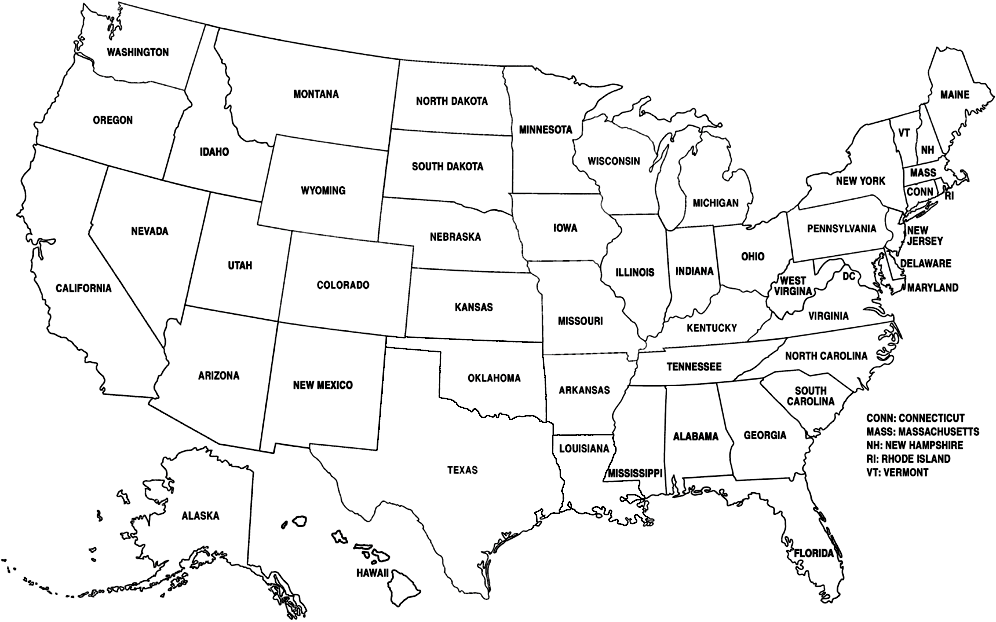 WASHINGTON
MONTANA
NORTH DAKOTA
MINNESOTA
MAINE
OREGON
IDAHO
SOUTH DAKOTA
WISCONSIN
VT
NH
MASS
CONN
RI
WYOMING
MICHIGAN
NEW YORK
NEVADA
NEBRASKA
IOWA
PENNSYLVANIA
NEW
JERSEY
UTAH
COLORADO
ILLINOIS
INDIANA
OHIO
DELAWARE
CALIFORNIA
KANSAS
WEST
VIRGINA
DC
MARYLAND
MISSOURI
KENTUCKY
VIRGINIA
ARIZONA
NEW MEXICO
OKLAHOMA
ARKANSAS
TENNESSEE
NORTH CAROLINA
SOUTH
CAROLINA
TEXAS
LOUISIANA
MISSISSIPPI
ALABAMA
GEORGIA
CONN: CONNECTICUT
MASS: MASSACHUSETTS
NH: NEW HAMPSHIRE
RI: RHODE ISLAND
VT: VERMONT
ALASKA
HAWAII
FLORIDA